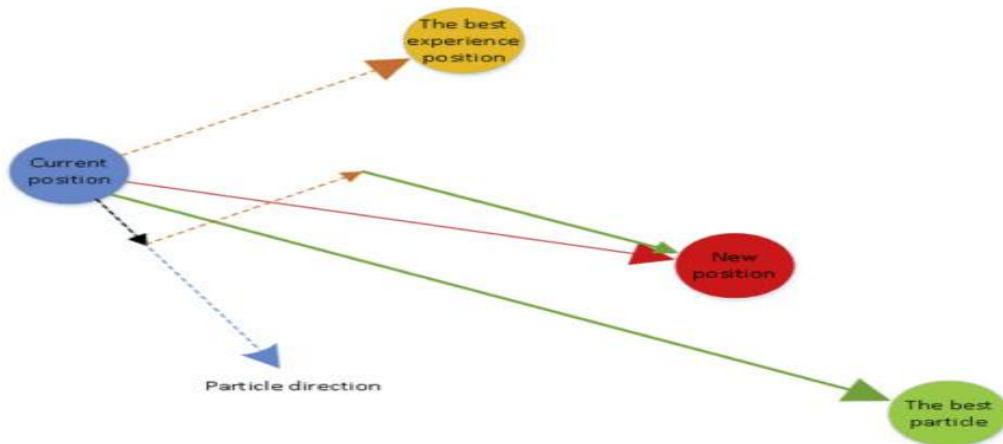 The best
experience
position
Current
position
New
position
Particle direction
The best
particle